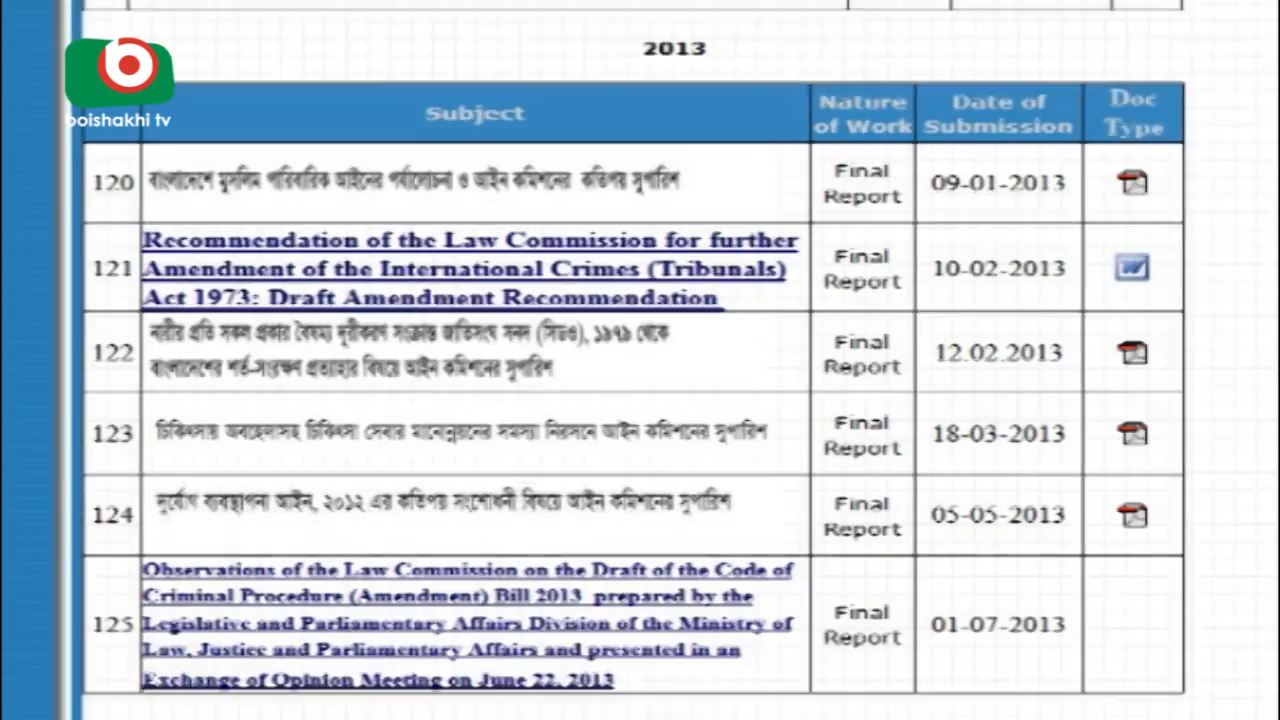 2013
boishakhi tv
Subject
Nature of Work
Date of Submission
Doc Type
120
বাংলাদেশে মুসলিম পারিবারিক আইনের পর্যালোচনা ও আইন কমিশনের কতিপয় সুপারিশ
Final Report
09-01-2013
121
Recommendation of the Law Commission for further
Amendment of the International Crimes (Tribunals)
Act 1973: Draft Amendment Recommendation
Final Report
10-02-2013
122
নারীর প্রতি সকল প্রকার বৈষম্য দূরীকরণ সংক্রান্ত জাতিসংঘ সনদ (সিডও), ১৯৭৯ থেকে
বাংলাদেশের শর্ত-সংরক্ষণ প্রত্যাহার বিষয়ে আইন কমিশনের সুপারিশ
Final Report
12.02.2013
123
চিকিৎসায় অবহেলাসহ চিকিৎসা সেবার মানোন্নয়নের সমস্যা নিরসনে আইন কমিশনের সুপারিশ
Final Report
18-03-2013
124
দুর্যোগ ব্যবস্থাপনা আইন, ২০১২ এর কতিপয় সংশোধনী বিষয়ে আইন কমিশনের সুপারিশ
Final Report
05-05-2013
125
Observations of the Law Commission on the Draft of the Code of
Criminal Procedure (Amendment) Bill 2013 prepared by the
Legislative and Parliamentary Affairs Division of the Ministry of
Law, Justice and Parliamentary Affairs and presented in an
Exchange of Opinion Meeting on June 22, 2013
Final Report
01-07-2013